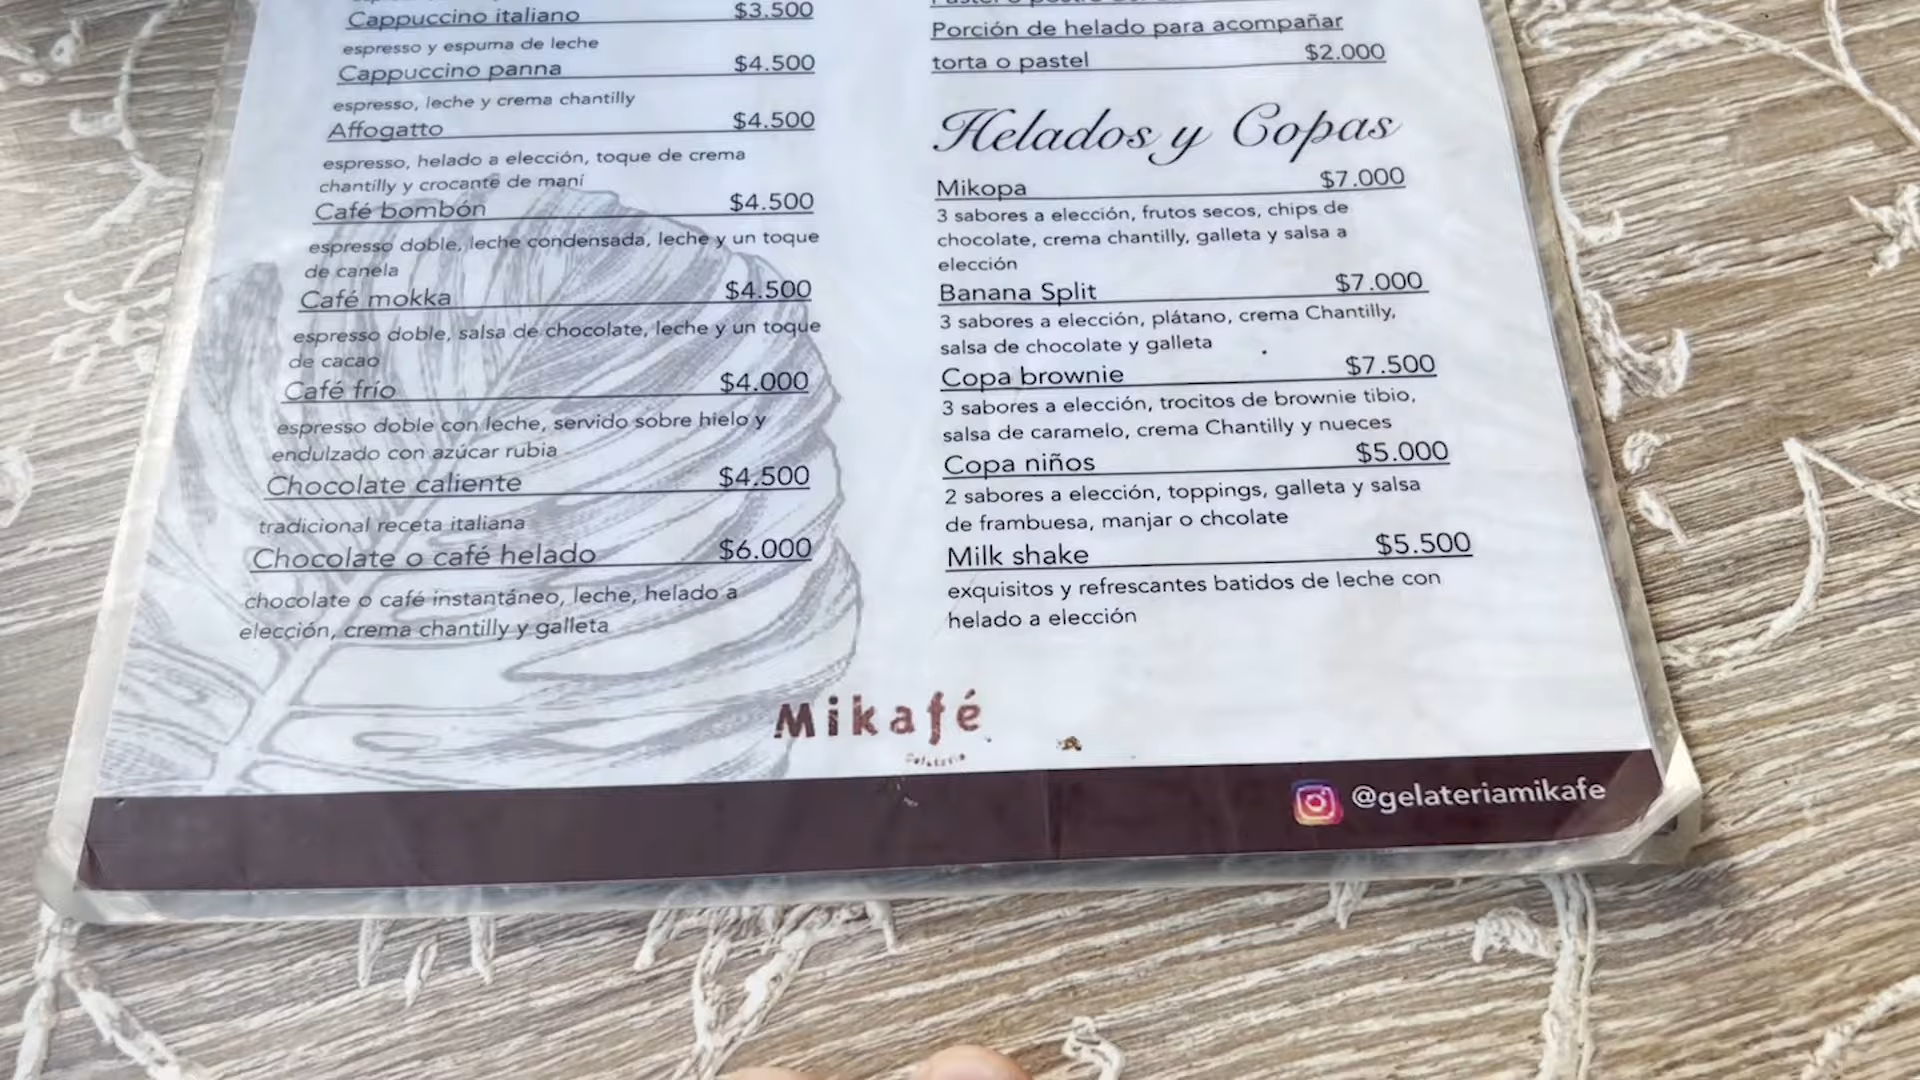 Cappuccino italiano $3.500
espresso y espuma de leche
Cappuccino panna $4.500
espresso, leche y crema chantilly
Affogatto $4.500
espresso, helado a elección, toque de crema
chantilly y crocante de maní
Café bombón $4.500
espresso doble, leche condensada, leche y un toque
de canela
Café mokka $4.500
espresso doble, salsa de chocolate, leche y un toque
de cacao
Café frío $4.000
espresso doble con leche, servido sobre hielo y
endulzado con azúcar rubia
Chocolate caliente $4.500
tradicional receta italiana
Chocolate o café helado $6.000
chocolate o café instantáneo, leche, helado a
elección, crema chantilly y galleta
Porción de helado para acompañar
torta o pastel $2.000
Helados y Copas
Mikopa $7.000
3 sabores a elección, frutos secos, chips de
chocolate, crema chantilly, galleta y salsa a
elección
Banana Split $7.000
3 sabores a elección, plátano, crema Chantilly,
salsa de chocolate y galleta
Copa brownie $7.500
3 sabores a elección, trocitos de brownie tibio,
salsa de caramelo, crema Chantilly y nueces
Copa niños $5.000
2 sabores a elección, toppings, galleta y salsa
de frambuesa, manjar o chcolate
Milk shake $5.500
exquisitos y refrescantes batidos de leche con
helado a elección
Mikafé
@gelateriamikafe